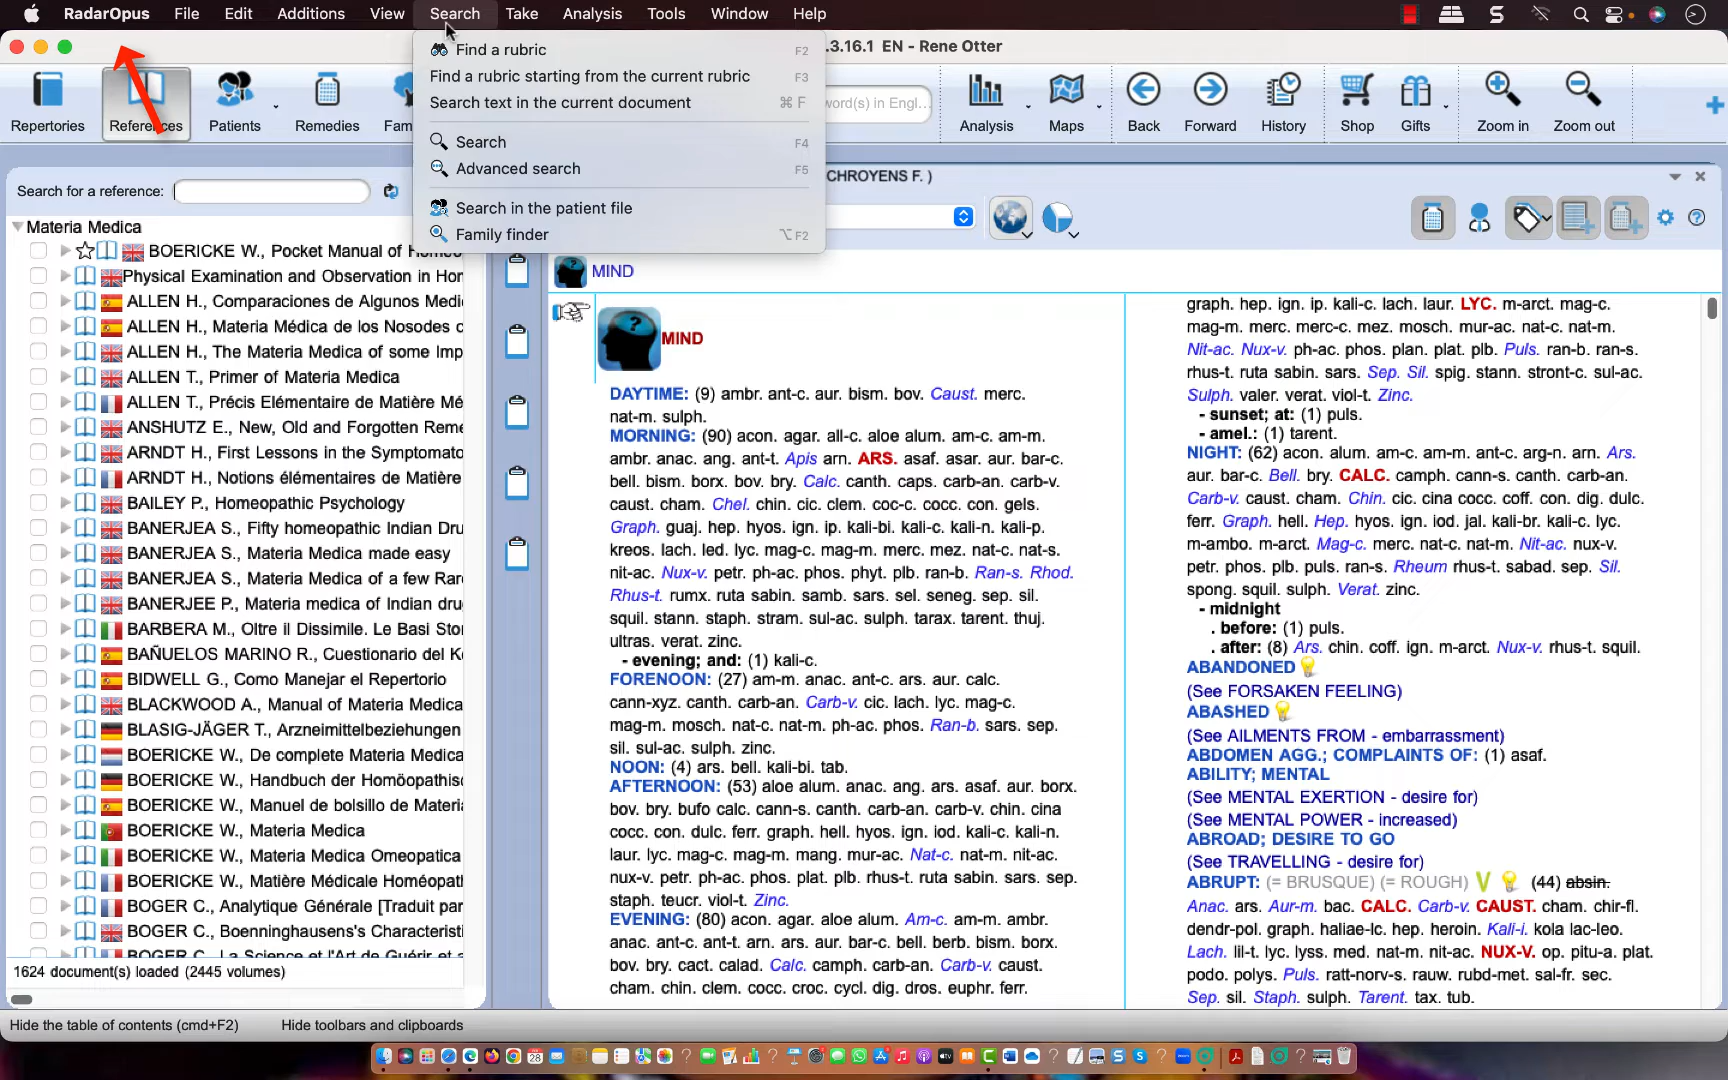 RadarOpus File Edit Additions View Search Take Analysis Tools Window Help
.3.16.1 EN - Rene Otter
Find a rubric F2
Find a rubric starting from the current rubric F3
Search text in the current document ⌘ F
Search F4
Advanced search F5
Search in the patient file
Family finder ⌥F2
Repertories References Patients Remedies Fam
word(s) in Engl...
Analysis Maps Back Forward History Shop Gifts Zoom in Zoom out
Search for a reference:
CHROYENS F. )
Materia Medica
BOERICKE W., Pocket Manual of Homeo
Physical Examination and Observation in Hor
ALLEN H., Comparaciones de Algunos Medi
ALLEN H., Materia Médica de los Nosodes c
ALLEN H., The Materia Medica of some Imp
ALLEN T., Primer of Materia Medica
ALLEN T., Précis Elémentaire de Matière Mé
ANSHUTZ E., New, Old and Forgotten Reme
ARNDT H., First Lessons in the Symptomato
ARNDT H., Notions élémentaires de Matière
BAILEY P., Homeopathic Psychology
BANERJEA S., Fifty homeopathic Indian Dru
BANERJEA S., Materia Medica made easy
BANERJEA S., Materia Medica of a few Rar
BANERJEE P., Materia medica of Indian dru
BARBERA M., Oltre il Dissimile. Le Basi Sto
BAÑUELOS MARINO R., Cuestionario del K
BIDWELL G., Como Manejar el Repertorio
BLACKWOOD A., Manual of Materia Medica
BLASIG-JÄGER T., Arzneimittelbeziehungen
BOERICKE W., De complete Materia Medica
BOERICKE W., Handbuch der Homöopathisc
BOERICKE W., Manuel de bolsillo de Materia
BOERICKE W., Materia Medica
BOERICKE W., Materia Medica Omeopatica
BOERICKE W., Matière Médicale Homéopath
BOGER C., Analytique Générale [Traduit par
BOGER C., Boenninghausens's Characteristi
BOGER C., La Science et l'Art de Guérir et a
1624 document(s) loaded (2445 volumes)
MIND
MIND
DAYTIME: (9) ambr. ant-c. aur. bism. bov. Caust. merc.
nat-m. sulph.
MORNING: (90) acon. agar. all-c. aloe alum. am-c. am-m.
ambr. anac. ang. ant-t. Apis arn. ARS. asaf. asar. aur. bar-c.
bell. bism. borx. bov. bry. Calc. canth. caps. carb-an. carb-v.
caust. cham. Chel. chin. cic. clem. coc-c. cocc. con. gels.
Graph. guaj. hep. hyos. ign. ip. kali-bi. kali-c. kali-n. kali-p.
kreos. lach. led. lyc. mag-c. mag-m. merc. mez. nat-c. nat-s.
nit-ac. Nux-v. petr. ph-ac. phos. phyt. plb. ran-b. Ran-s. Rhod.
Rhus-t. rumx. ruta sabin. samb. sars. sel. seneg. sep. sil.
squil. stann. staph. stram. sul-ac. sulph. tarax. tarent. thuj.
ultras. verat. zinc.
- evening; and: (1) kali-c.
FORENOON: (27) am-m. anac. ant-c. ars. aur. calc.
cann-xyz. canth. carb-an. Carb-v. cic. lach. lyc. mag-c.
mag-m. mosch. nat-c. nat-m. ph-ac. phos. Ran-b. sars. sep.
sil. sul-ac. sulph. zinc.
NOON: (4) ars. bell. kali-bi. tab.
AFTERNOON: (53) aloe alum. anac. ang. ars. asaf. aur. borx.
bov. bry. bufo calc. cann-s. canth. carb-an. carb-v. chin. cina
cocc. con. dulc. ferr. graph. hell. hyos. ign. iod. kali-c. kali-n.
laur. lyc. mag-c. mag-m. mang. mur-ac. Nat-c. nat-m. nit-ac.
nux-v. petr. ph-ac. phos. plat. plb. rhus-t. ruta sabin. sars. sep.
staph. teucr. viol-t. Zinc.
EVENING: (80) acon. agar. aloe alum. Am-c. am-m. ambr.
anac. ant-c. ant-t. arn. ars. aur. bar-c. bell. berb. bism. borx.
bov. bry. cact. calad. Calc. camph. carb-an. Carb-v. caust.
cham. chin. clem. cocc. croc. cycl. dig. dros. euphr. ferr.
graph. hep. ign. ip. kali-c. lach. laur. LYC. m-arct. mag-c.
mag-m. merc. merc-c. mez. mosch. mur-ac. nat-c. nat-m.
Nit-ac. Nux-v. ph-ac. phos. plan. plat. plb. Puls. ran-b. ran-s.
rhus-t. ruta sabin. sars. Sep. Sil. spig. stann. stront-c. sul-ac.
Sulph. valer. verat. viol-t. Zinc.
- sunset; at: (1) puls.
- amel.: (1) tarent.
NIGHT: (62) acon. alum. am-c. am-m. ant-c. arg-n. arn. Ars.
aur. bar-c. Bell. bry. CALC. camph. cann-s. canth. carb-an.
Carb-v. caust. cham. Chin. cic. cina cocc. coff. con. dig. dulc.
ferr. Graph. hell. Hep. hyos. ign. iod. jal. kali-br. kali-c. lyc.
m-ambo. m-arct. Mag-c. merc. nat-c. nat-m. Nit-ac. nux-v.
petr. phos. plb. puls. ran-s. Rheum rhus-t. sabad. sep. Sil.
spong. squil. sulph. Verat. zinc.
- midnight
. before: (1) puls.
. after: (8) Ars. chin. coff. ign. m-arct. Nux-v. rhus-t. squil.
ABANDONED
(See FORSAKEN FEELING)
ABASHED
(See AILMENTS FROM - embarrassment)
ABDOMEN AGG.; COMPLAINTS OF: (1) asaf.
ABILITY; MENTAL
(See MENTAL EXERTION - desire for)
(See MENTAL POWER - increased)
ABROAD; DESIRE TO GO
(See TRAVELLING - desire for)
ABRUPT: (= BRUSQUE) (= ROUGH) V (44) absin.
Anac. ars. Aur-m. bac. CALC. Carb-v. CAUST. cham. chir-fl.
dendr-pol. graph. haliae-lc. hep. heroin. Kali-i. kola lac-leo.
Lach. lil-t. lyc. lyss. med. nat-m. nit-ac. NUX-V. op. pitu-a. plat.
podo. polys. Puls. ratt-norv-s. rauw. rubd-met. sal-fr. sec.
Sep. sil. Staph. sulph. Tarent. tax. tub.
Hide the table of contents (cmd+F2) Hide toolbars and clipboards